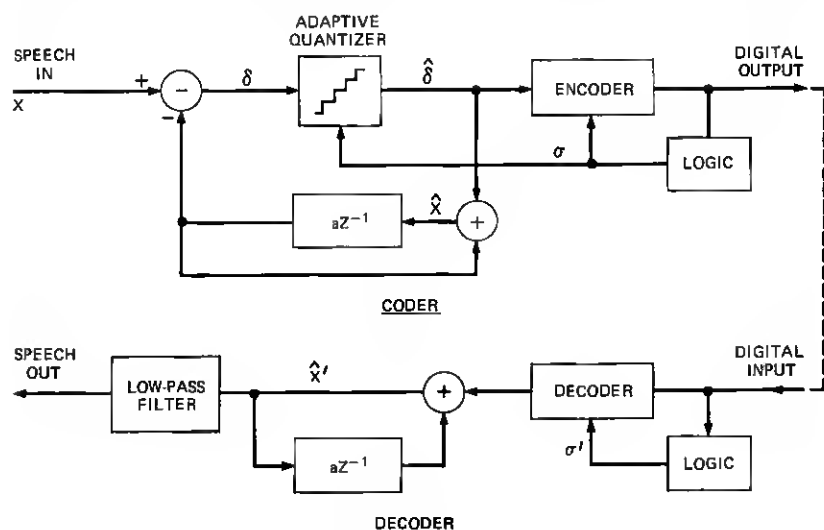 ADAPTIVE
QUANTIZER
SPEECH
IN
X
+
−
−
δ
δ̂
ENCODER
DIGITAL
OUTPUT
σ
LOGIC
aZ⁻¹
X̂
+
CODER
SPEECH
OUT
LOW-PASS
FILTER
X̂′
+
DECODER
DIGITAL
INPUT
aZ⁻¹
σ′
LOGIC
DECODER